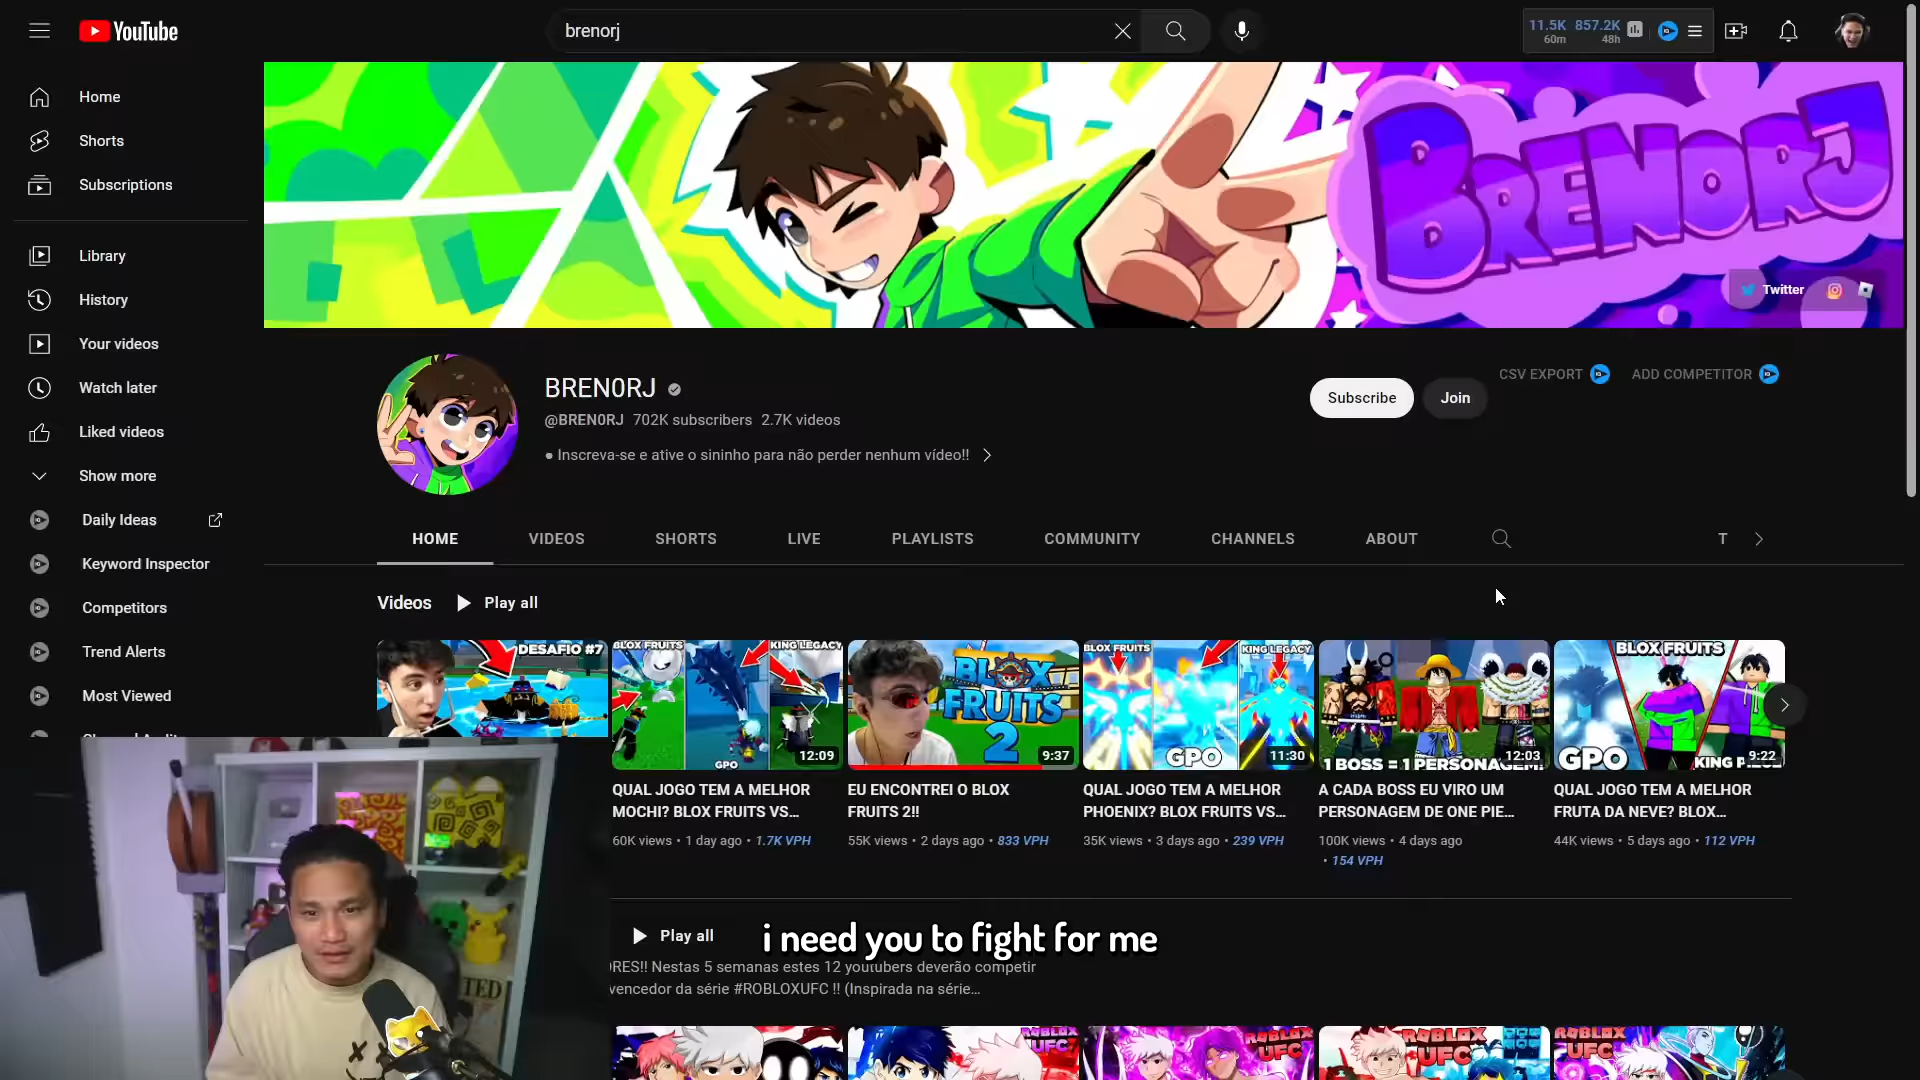 YouTube
brenorj
11.5K 857.2K
60m 48h
Home
Shorts
Subscriptions
Library
History
Your videos
Watch later
Liked videos
Show more
Daily Ideas
Keyword Inspector
Competitors
Trend Alerts
Most Viewed
BRENORJ
Twitter
BREN0RJ
@BREN0RJ 702K subscribers 2.7K videos
● Inscreva-se e ative o sininho para não perder nenhum vídeo!!
Subscribe
Join
CSV EXPORT
ADD COMPETITOR
HOME
VIDEOS
SHORTS
LIVE
PLAYLISTS
COMMUNITY
CHANNELS
ABOUT
T
Videos
Play all
DESAFIO #7
BLOX FRUITS
KING LEGACY
GPO
12:09
BLOX
FRUITS
2
9:37
BLOX FRUITS
KING LEGACY
GPO
11:30
1 BOSS = 1 PERSONAGEM!
12:03
BLOX FRUITS
GPO
KING PIECE
9:22
QUAL JOGO TEM A MELHOR
MOCHI? BLOX FRUITS VS...
60K views • 1 day ago • 1.7K VPH
EU ENCONTREI O BLOX
FRUITS 2!!
55K views • 2 days ago • 833 VPH
QUAL JOGO TEM A MELHOR
PHOENIX? BLOX FRUITS VS...
35K views • 3 days ago • 239 VPH
A CADA BOSS EU VIRO UM
PERSONAGEM DE ONE PIE...
100K views • 4 days ago
• 154 VPH
QUAL JOGO TEM A MELHOR
FRUTA DA NEVE? BLOX...
44K views • 5 days ago • 112 VPH
Play all
i need you to fight for me
RES!! Nestas 5 semanas estes 12 youtubers deverão competir
vencedor da série #ROBLOXUFC !! (Inspirada na série...
ROBLOX
UFC
ROBLOX
UFC
ROBLOX
UFC
ROBLOX
UFC